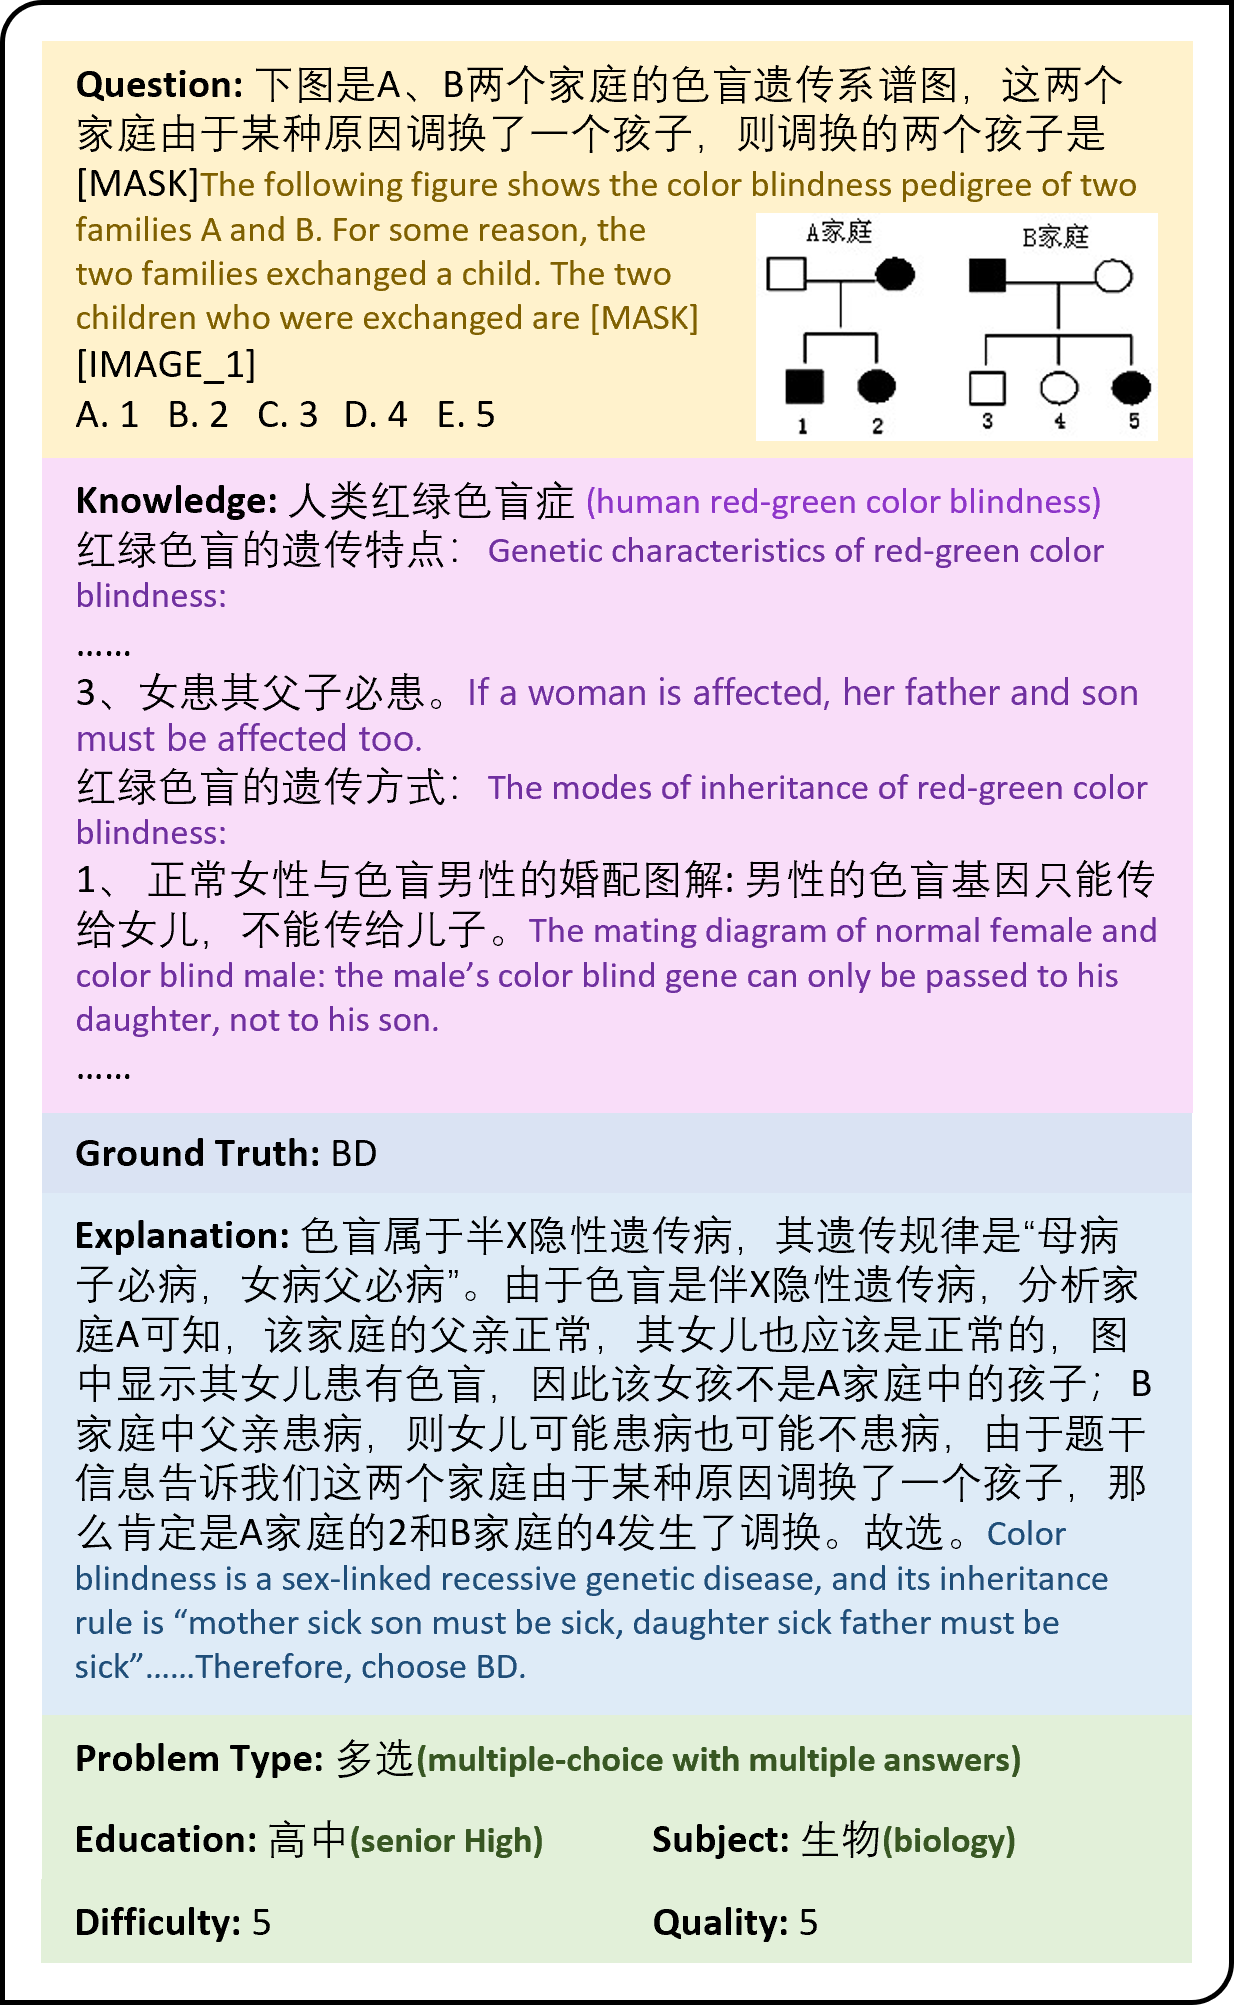 Question: 下图是A、B两个家庭的色盲遗传系谱图，这两个
家庭由于某种原因调换了一个孩子，则调换的两个孩子是
[MASK]The following figure shows the color blindness pedigree of two
families A and B. For some reason, the
two families exchanged a child. The two
children who were exchanged are [MASK]
[IMAGE_1]
A. 1 B. 2 C. 3 D. 4 E. 5
A家庭 B家庭
1 2 3 4 5
Knowledge: 人类红绿色盲症 (human red-green color blindness)
红绿色盲的遗传特点： Genetic characteristics of red-green color
blindness:
……
3、女患其父子必患。If a woman is affected, her father and son
must be affected too.
红绿色盲的遗传方式： The modes of inheritance of red-green color
blindness:
1、 正常女性与色盲男性的婚配图解: 男性的色盲基因只能传
给女儿，不能传给儿子。The mating diagram of normal female and
color blind male: the male’s color blind gene can only be passed to his
daughter, not to his son.
……
Ground Truth: BD
Explanation: 色盲属于半X隐性遗传病，其遗传规律是“母病
子必病，女病父必病”。由于色盲是伴X隐性遗传病，分析家
庭A可知，该家庭的父亲正常，其女儿也应该是正常的，图
中显示其女儿患有色盲，因此该女孩不是A家庭中的孩子；B
家庭中父亲患病，则女儿可能患病也可能不患病，由于题干
信息告诉我们这两个家庭由于某种原因调换了一个孩子，那
么肯定是A家庭的2和B家庭的4发生了调换。故选。Color
blindness is a sex-linked recessive genetic disease, and its inheritance
rule is “mother sick son must be sick, daughter sick father must be
sick”……Therefore, choose BD.
Problem Type: 多选(multiple-choice with multiple answers)
Education: 高中(senior High) Subject: 生物(biology)
Difficulty: 5 Quality: 5